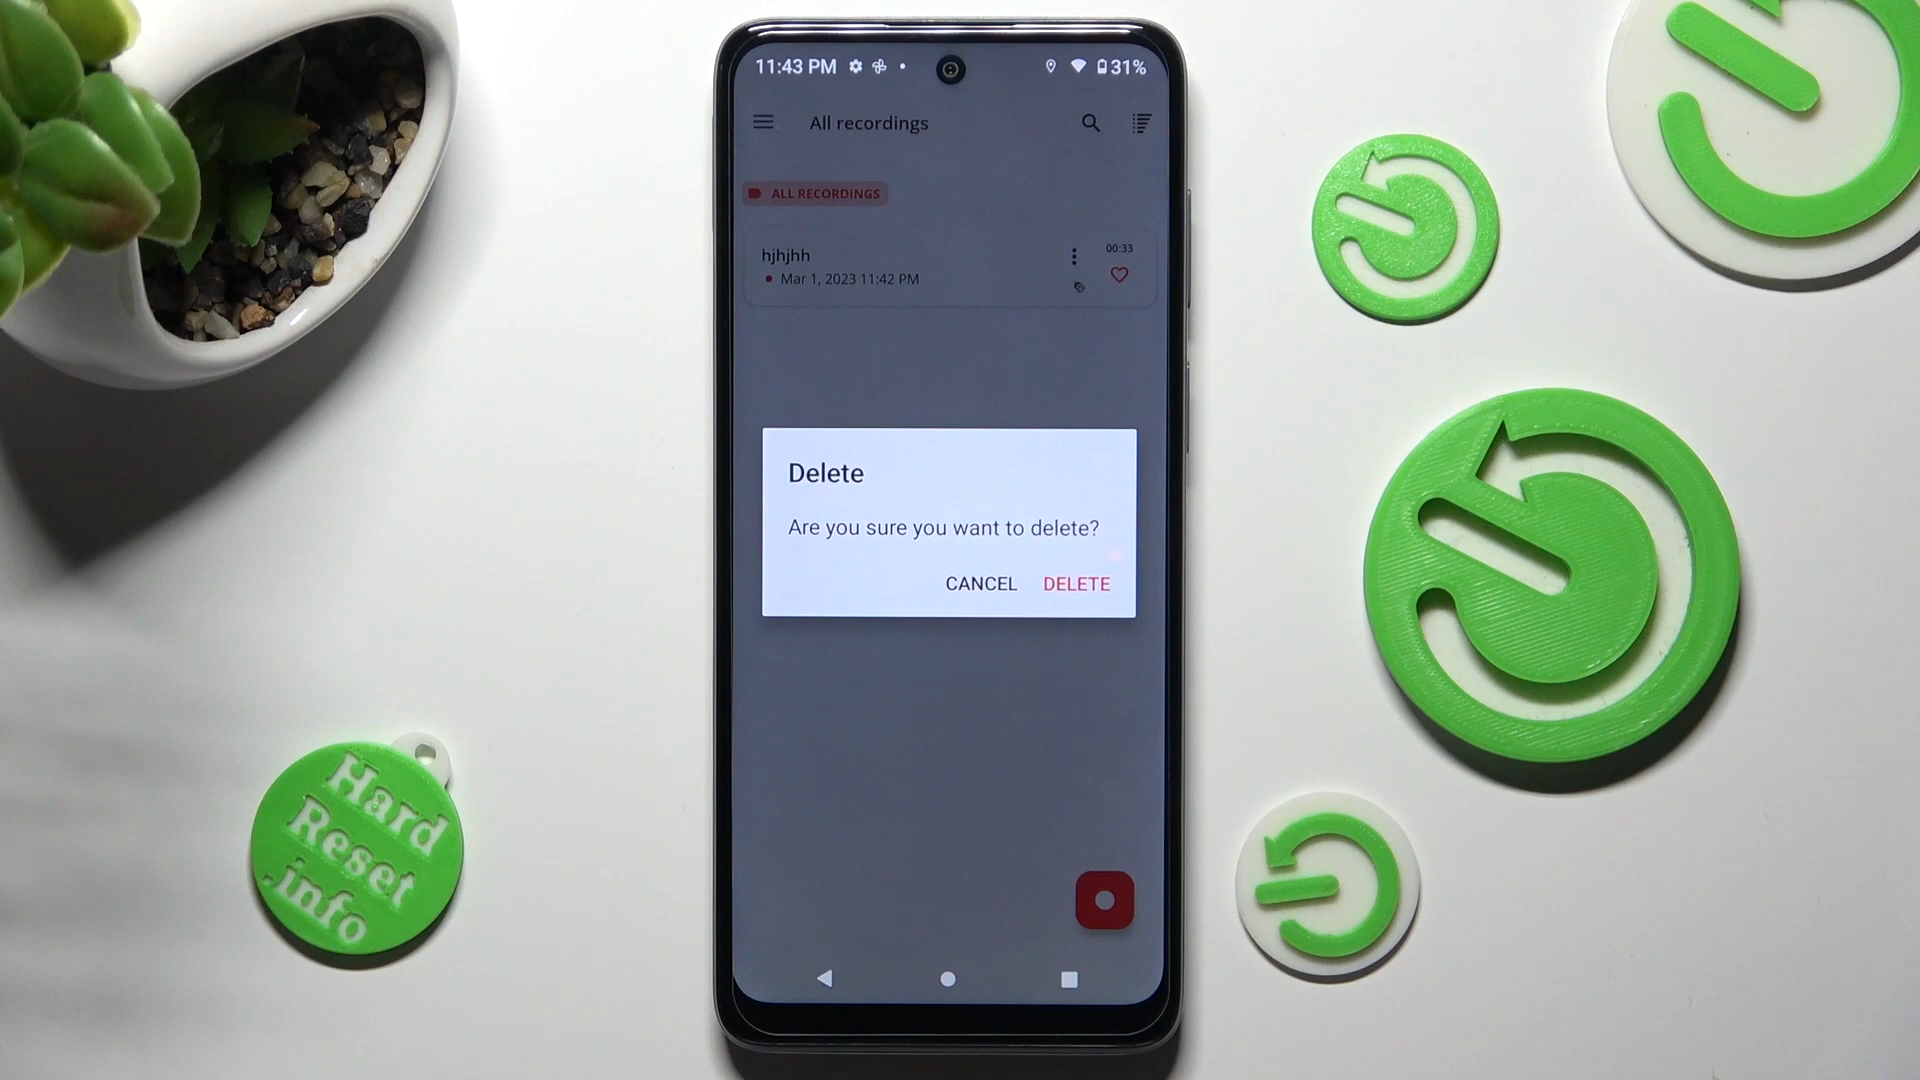 11:43 PM
31%
All recordings
ALL RECORDINGS
hjhjhh
00:33
Mar 1, 2023 11:42 PM
Delete
Are you sure you want to delete?
CANCEL DELETE
Hard
Reset
.info